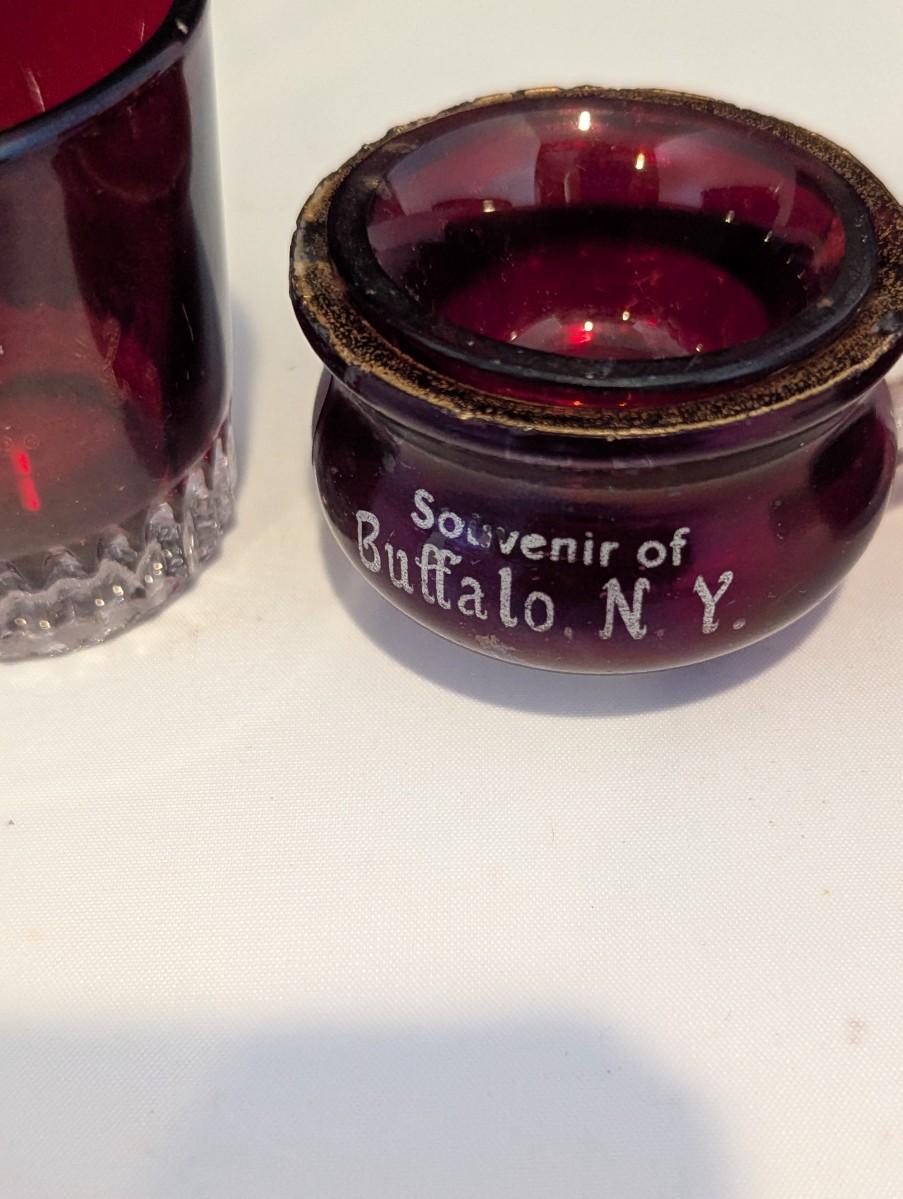 Souvenir of
Buffalo, N. Y.